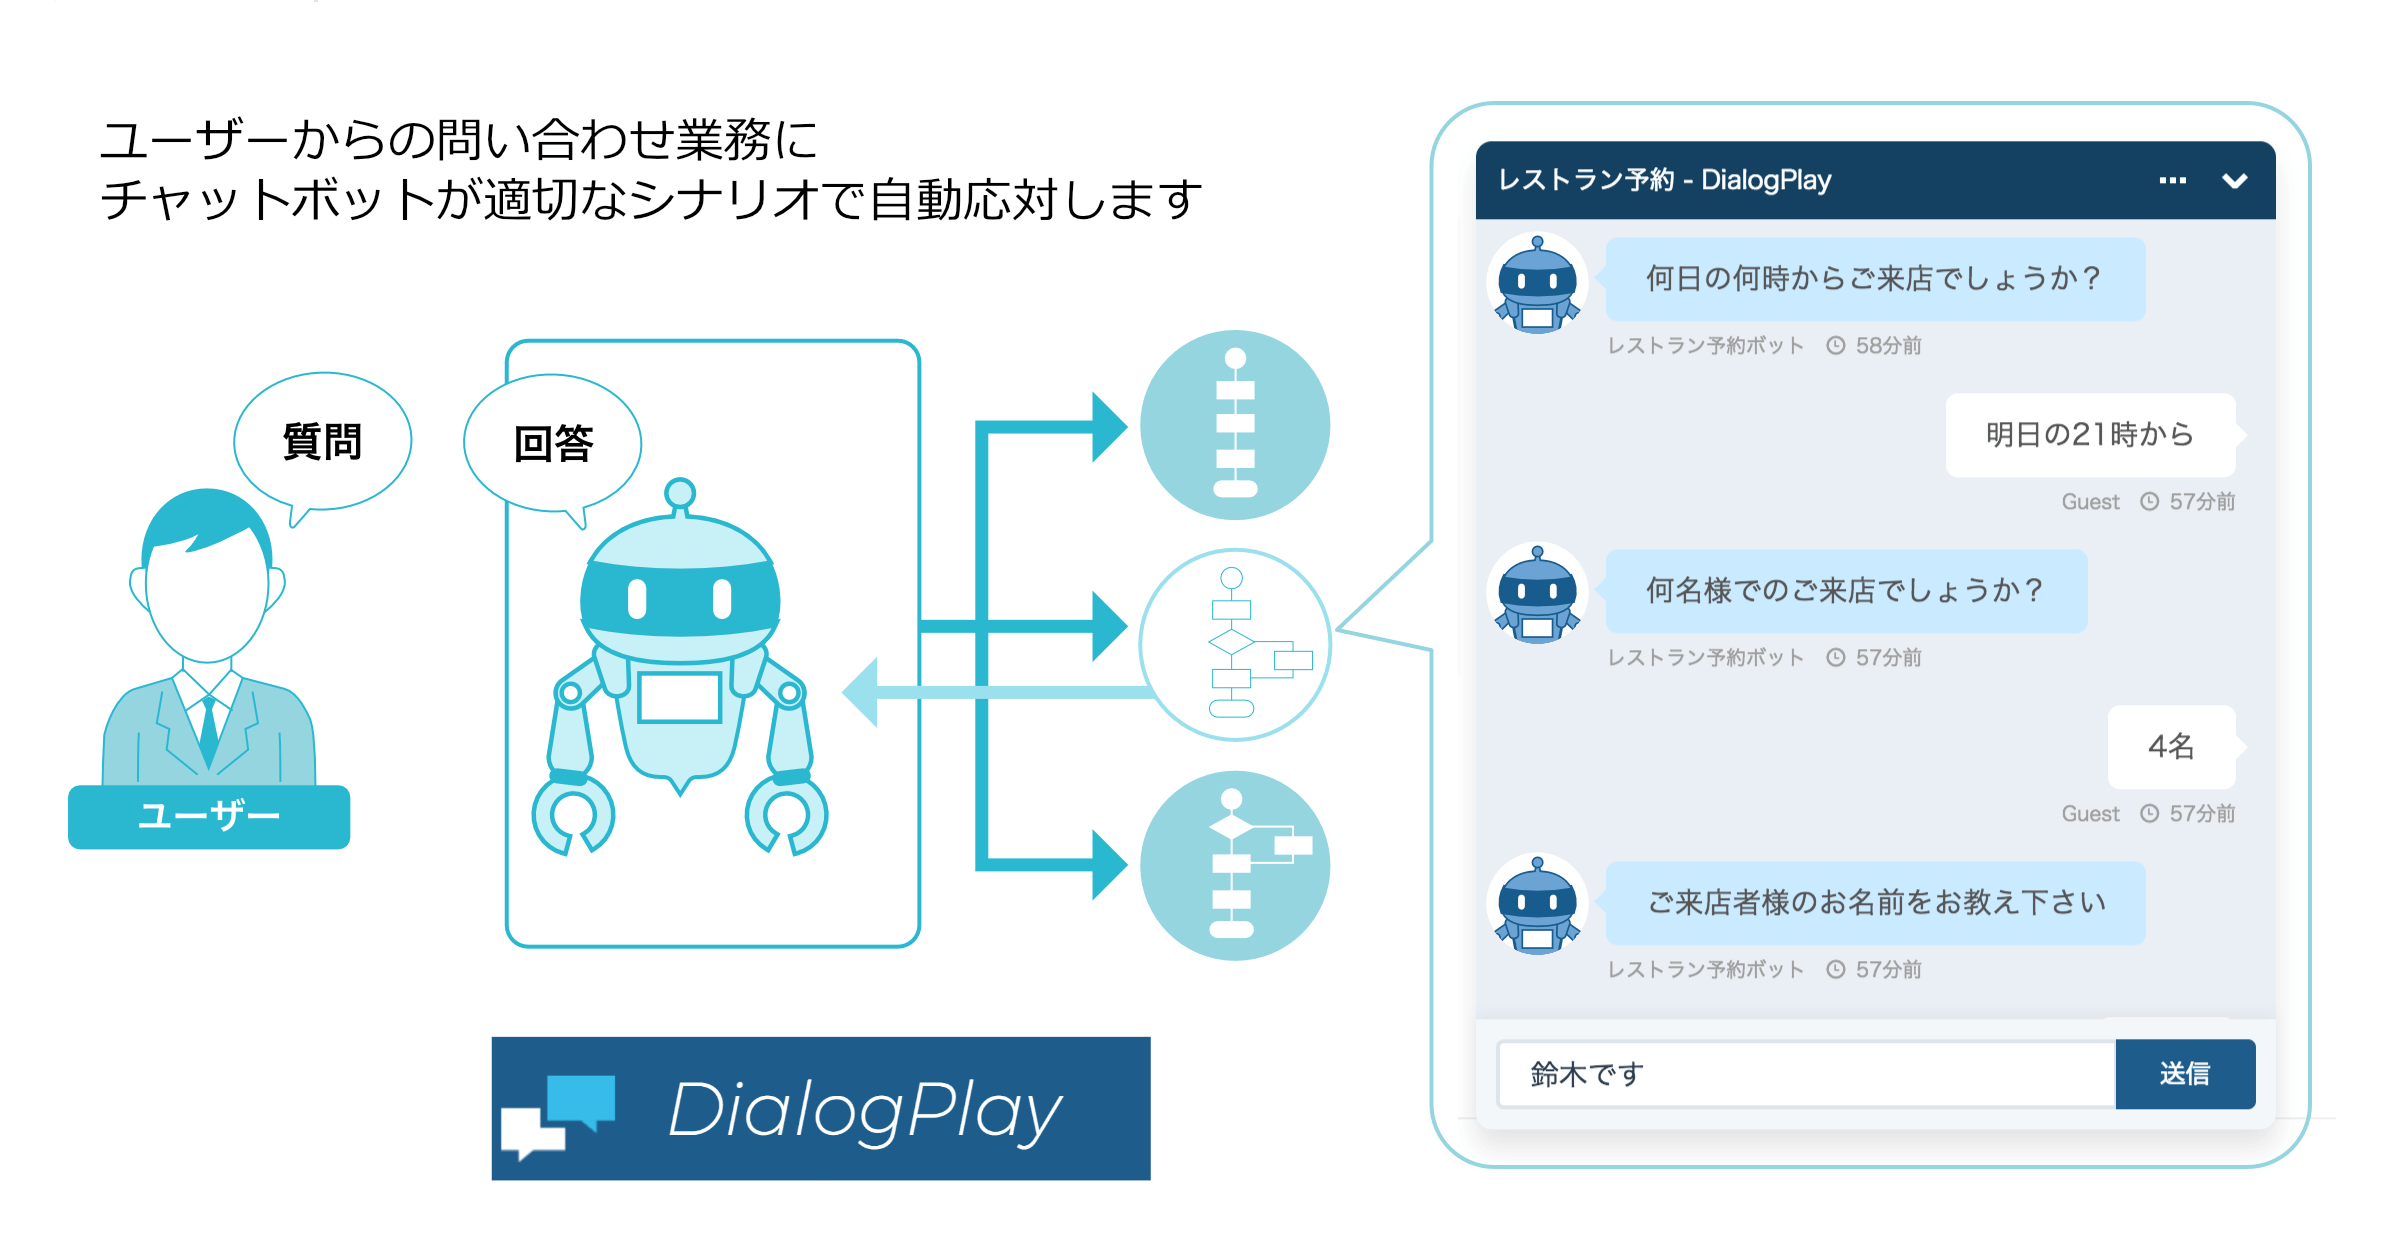 ユーザーからの問い合わせ業務に
チャットボットが適切なシナリオで自動応対します
質問
回答
ユーザー
DialogPlay
レストラン予約 - DialogPlay
何日の何時からご来店でしょうか？
レストラン予約ボット 58分前
明日の21時から
Guest 57分前
何名様でのご来店でしょうか？
レストラン予約ボット 57分前
4名
Guest 57分前
ご来店者様のお名前をお教え下さい
レストラン予約ボット 57分前
鈴木です
送信